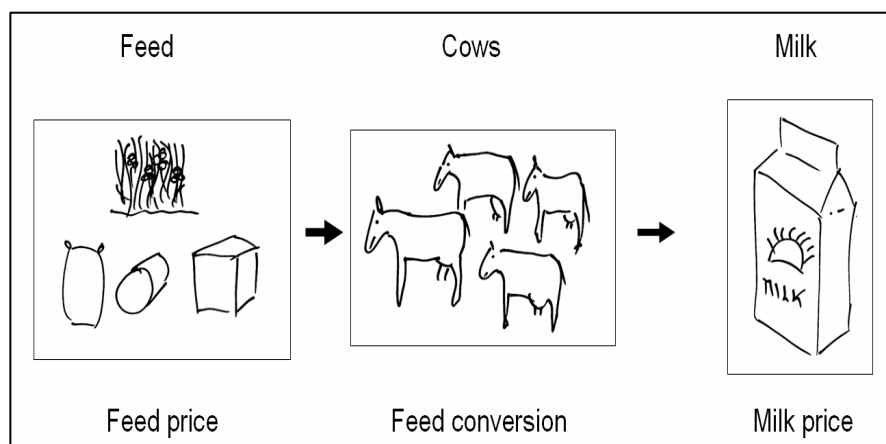 Feed
Cows
Milk
MILK
Feed price
Feed conversion
Milk price